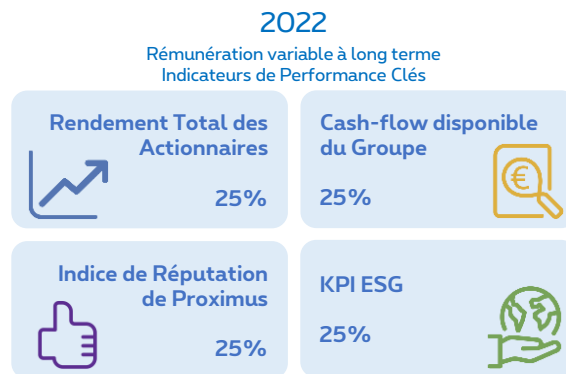 2022
Rémunération variable à long terme
Indicateurs de Performance Clés
Rendement Total des
Actionnaires
25%
Cash-flow disponible
du Groupe
25%
€
Indice de Réputation
de Proximus
25%
KPI ESG
25%